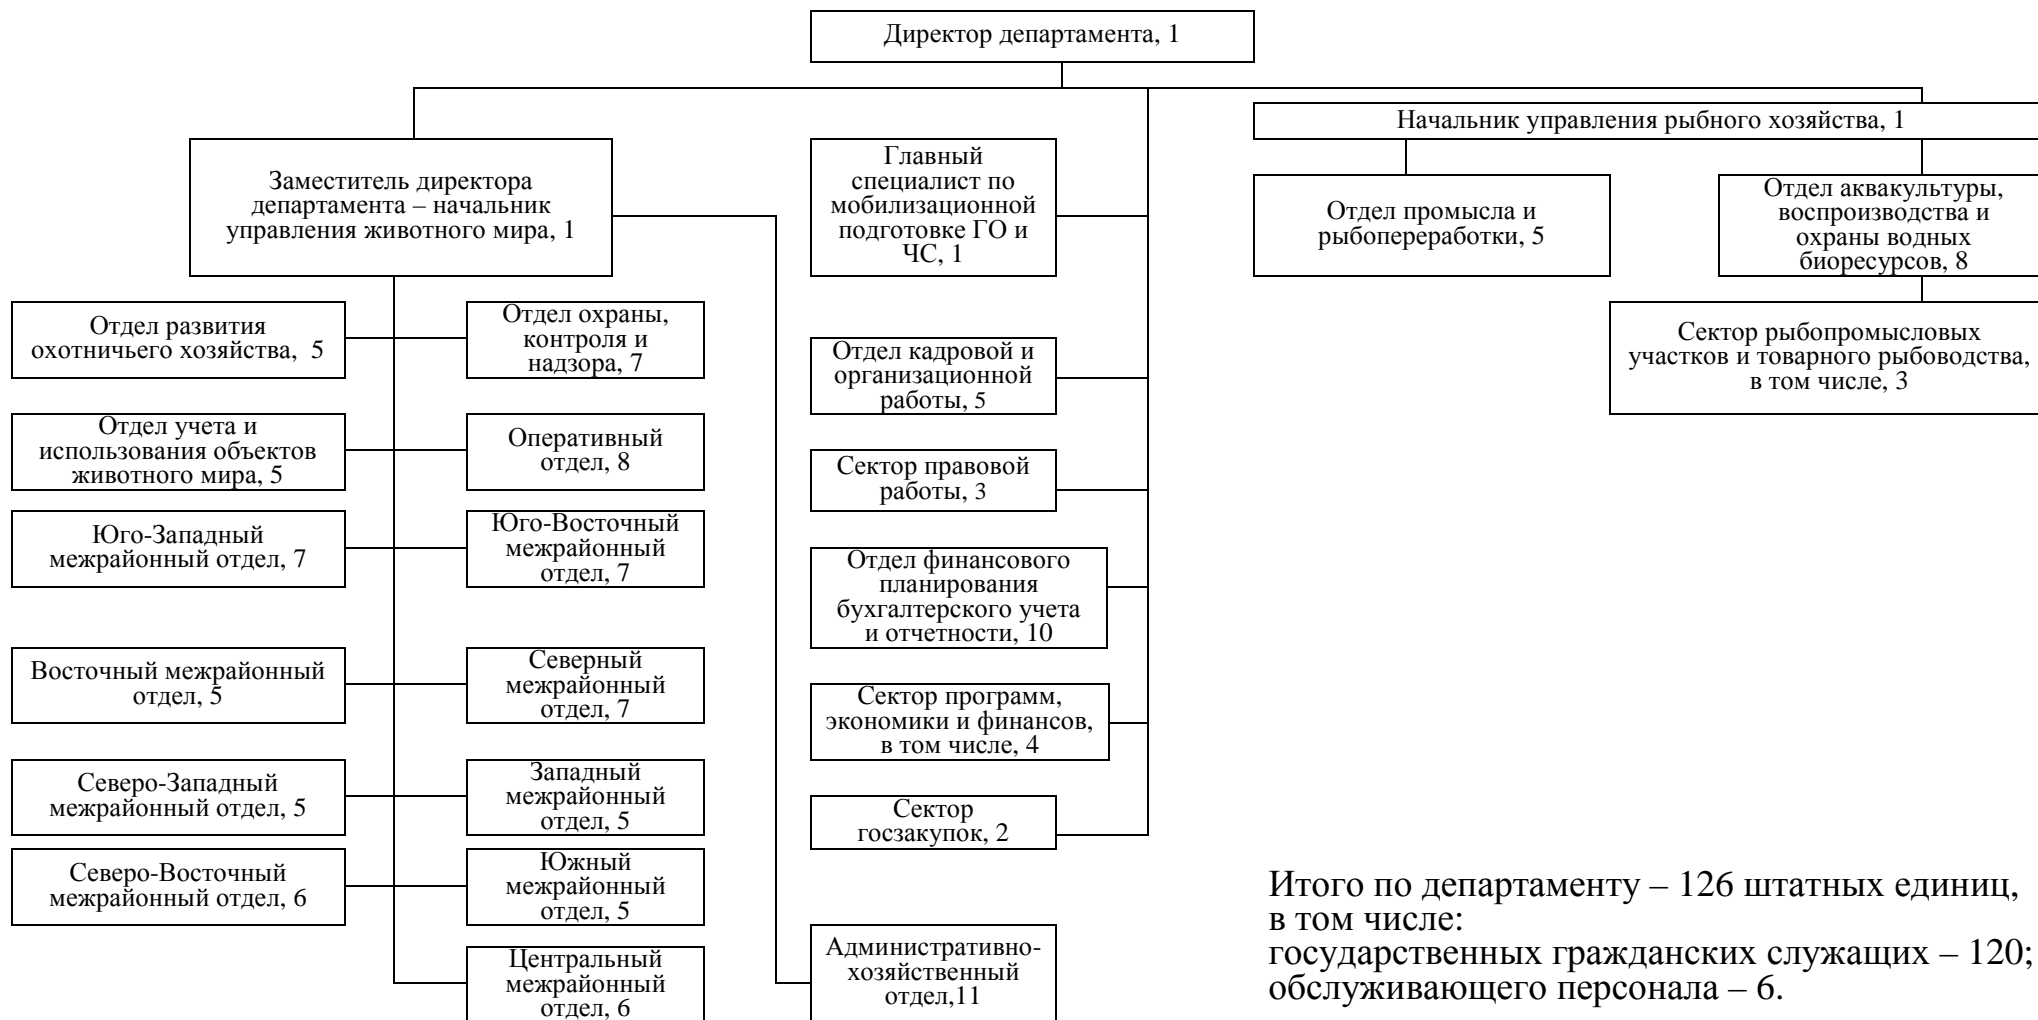 Директор департамента, 1
Заместитель директора
департамента – начальник
управления животного мира, 1
Главный
специалист по
мобилизационной
подготовке ГО и
ЧС, 1
Начальник управления рыбного хозяйства, 1
Отдел промысла и
рыбопереработки, 5
Отдел аквакультуры,
воспроизводства и
охраны водных
биоресурсов, 8
Сектор рыбопромысловых
участков и товарного рыбоводства,
в том числе, 3
Отдел развития
охотничьего хозяйства, 5
Отдел охраны,
контроля и
надзора, 7
Отдел учета и
использования объектов
животного мира, 5
Оперативный
отдел, 8
Юго-Западный
межрайонный отдел, 7
Юго-Восточный
межрайонный
отдел, 7
Восточный межрайонный
отдел, 5
Северный
межрайонный
отдел, 7
Северо-Западный
межрайонный отдел, 5
Западный
межрайонный
отдел, 5
Северо-Восточный
межрайонный отдел, 6
Южный
межрайонный
отдел, 5
Центральный
межрайонный
отдел, 6
Отдел кадровой и
организационной
работы, 5
Сектор правовой
работы, 3
Отдел финансового
планирования
бухгалтерского учета
и отчетности, 10
Сектор программ,
экономики и финансов,
в том числе, 4
Сектор
госзакупок, 2
Административно-
хозяйственный
отдел,11
Итого по департаменту – 126 штатных единиц,
в том числе:
государственных гражданских служащих – 120;
обслуживающего персонала – 6.